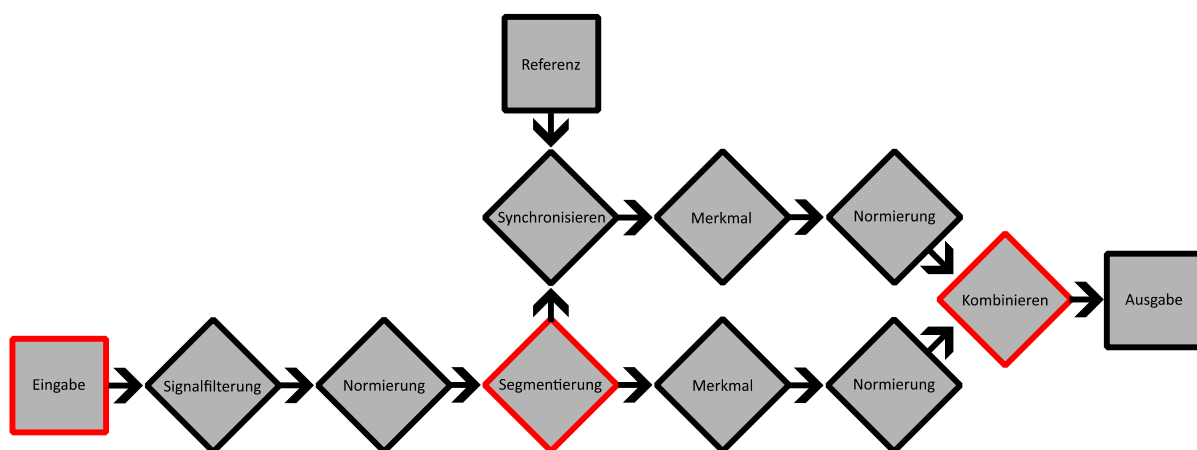 Referenz
Synchronisieren
Merkmal
Normierung
Kombinieren
Ausgabe
Eingabe
Signalfilterung
Normierung
Segmentierung
Merkmal
Normierung